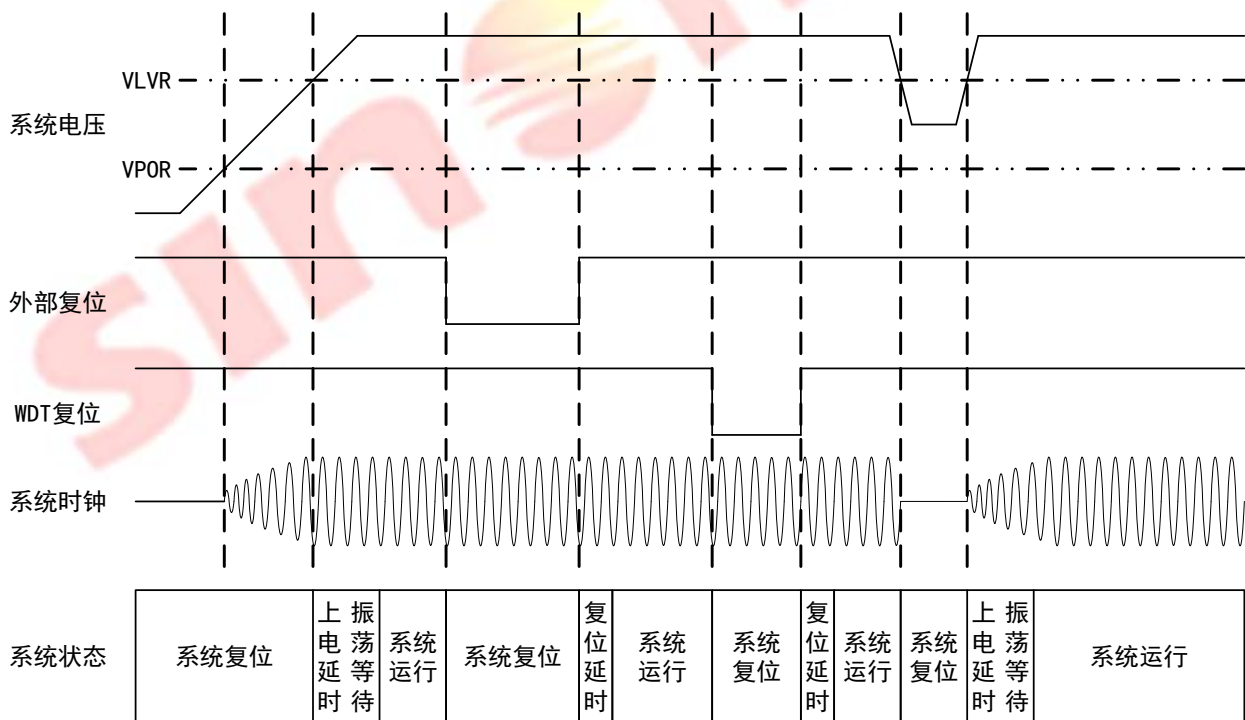 VLVR
系统电压
VPOR
外部复位
WDT复位
系统时钟
系统状态
系统复位
上电延时
振荡等待
系统运行
系统复位
复位延时
系统运行
系统复位
复位延时
系统运行
系统复位
上电延时
振荡等待
系统运行